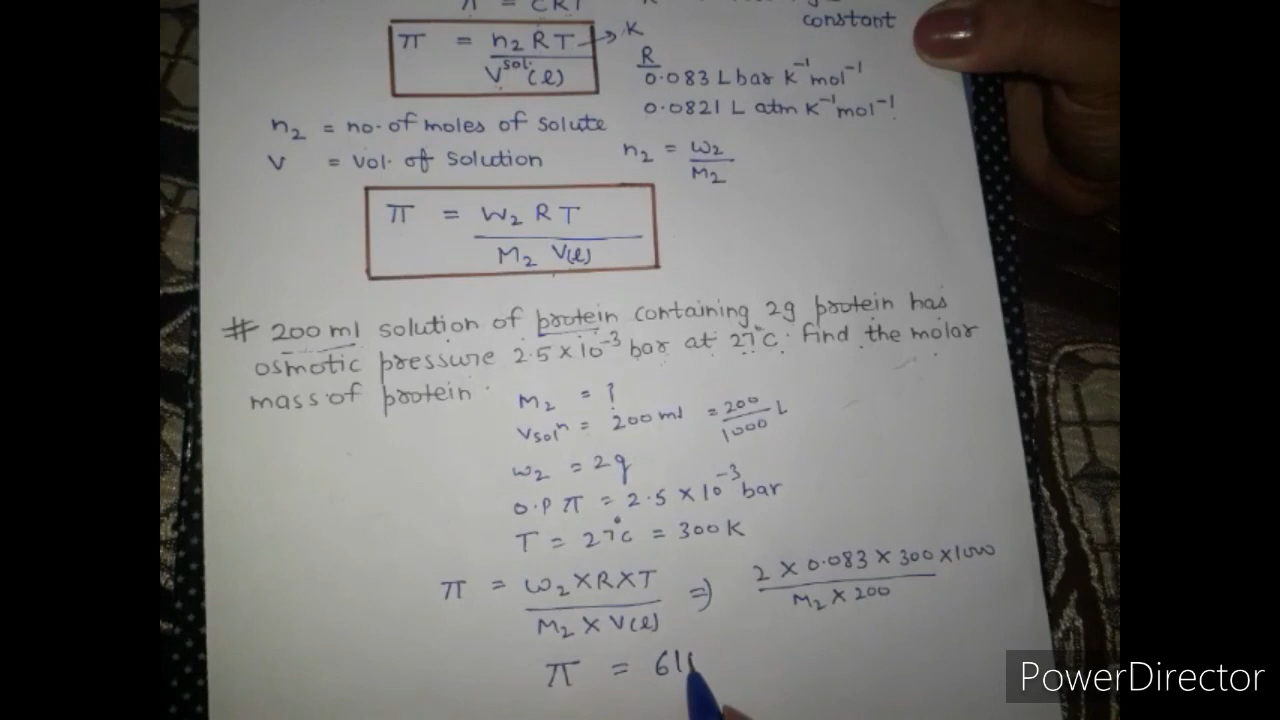 π = CRT
constant
π = n₂ R T → K
V sol. (l)
R
0.083 L bar K⁻¹ mol⁻¹
0.0821 L atm K⁻¹ mol⁻¹
n₂ = no. of moles of solute
V = Vol. of Solution
n₂ = W₂
M₂
π = W₂ R T
M₂ V(l)
# 200 ml solution of protein containing 2g protein has
osmotic pressure 2.5 × 10⁻³ bar at 27°C. Find the molar
mass of protein.
M₂ = ?
Vsolⁿ = 200 ml = 200
1000 L
W₂ = 2g
O.P π = 2.5 × 10⁻³ bar
T = 27°C = 300 K
π = W₂ × R × T ⇒ 2 × 0.083 × 300 × 1000
M₂ × V(l) M₂ × 200
π =
PowerDirector